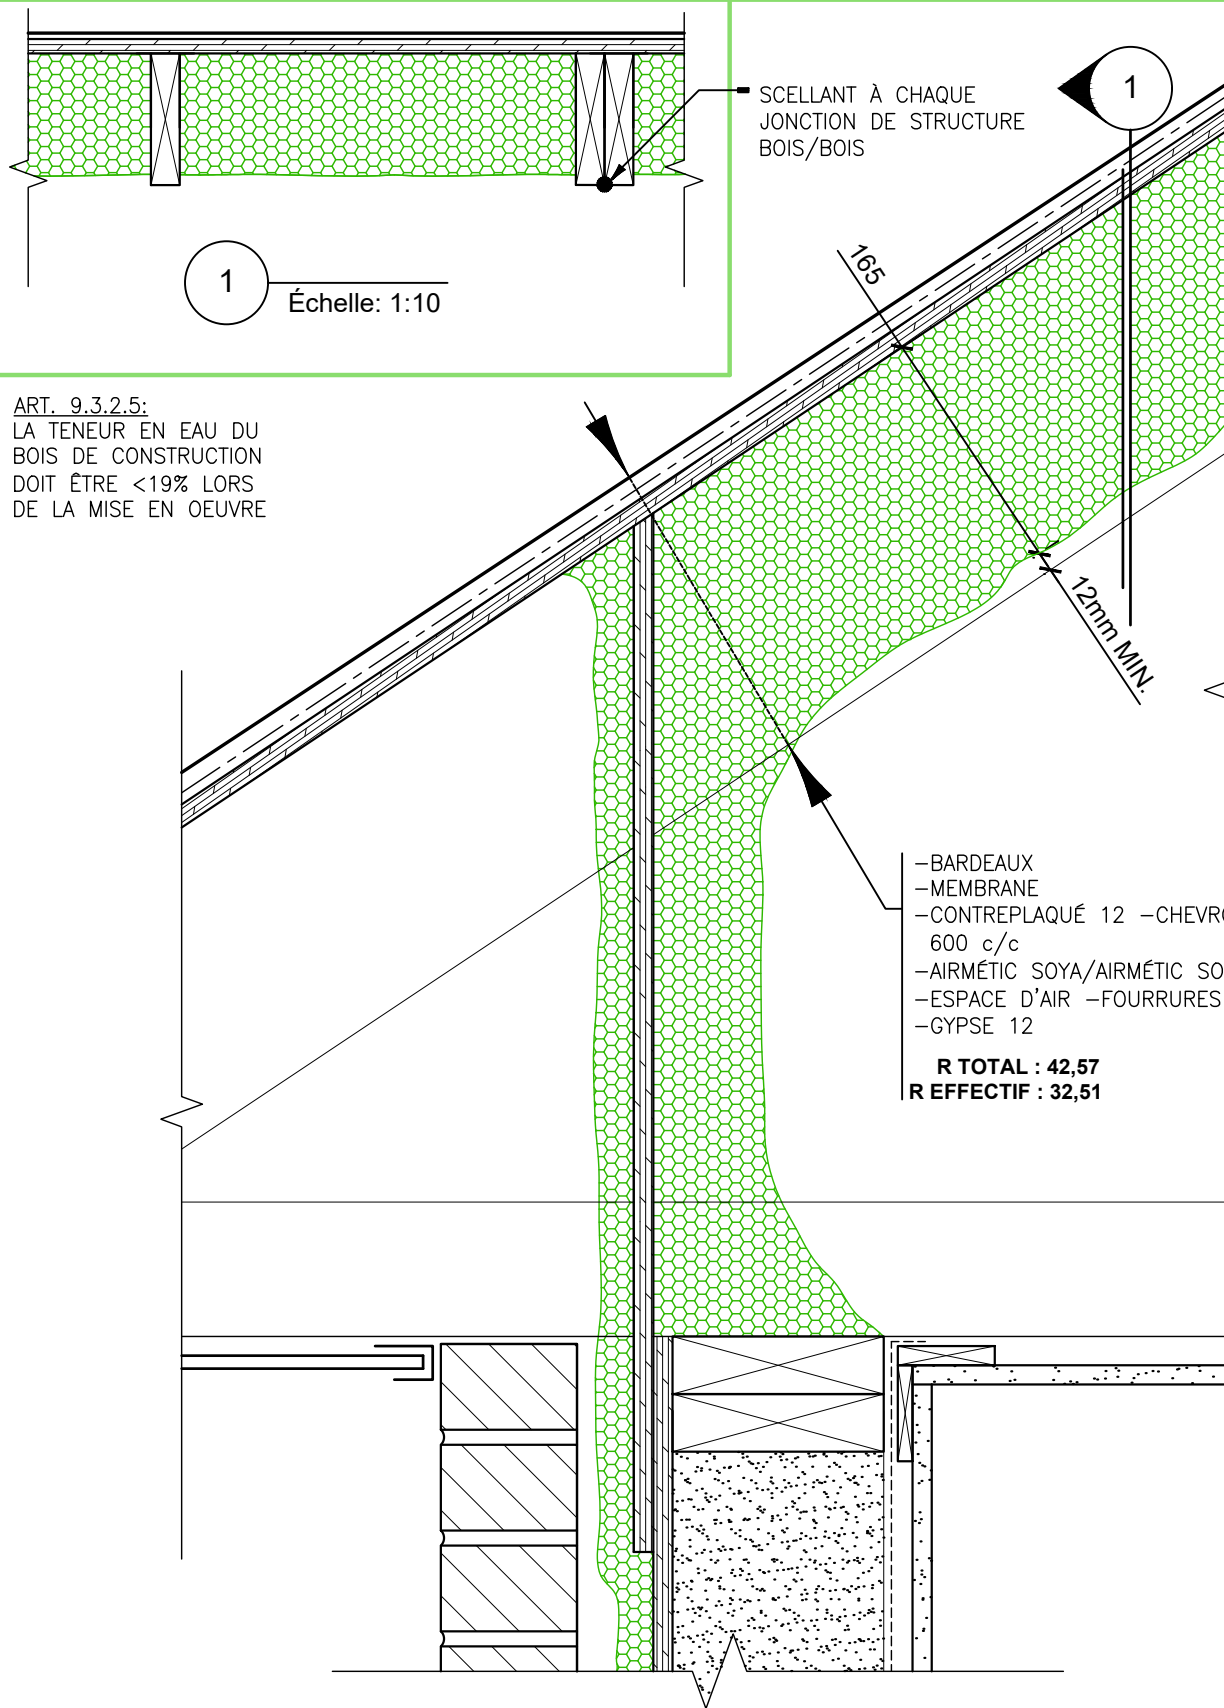 SCELLANT À CHAQUE
JONCTION DE STRUCTURE
BOIS/BOIS
1
1
Échelle: 1:10
ART. 9.3.2.5:
LA TENEUR EN EAU DU
BOIS DE CONSTRUCTION
DOIT ÊTRE <19% LORS
DE LA MISE EN OEUVRE
165
12mm MIN.
-BARDEAUX
-MEMBRANE
-CONTREPLAQUÉ 12 -CHEVRO
600 c/c
-AIRMÉTIC SOYA/AIRMÉTIC SO
-ESPACE D'AIR -FOURRURES
-GYPSE 12
R TOTAL : 42,57
R EFFECTIF : 32,51